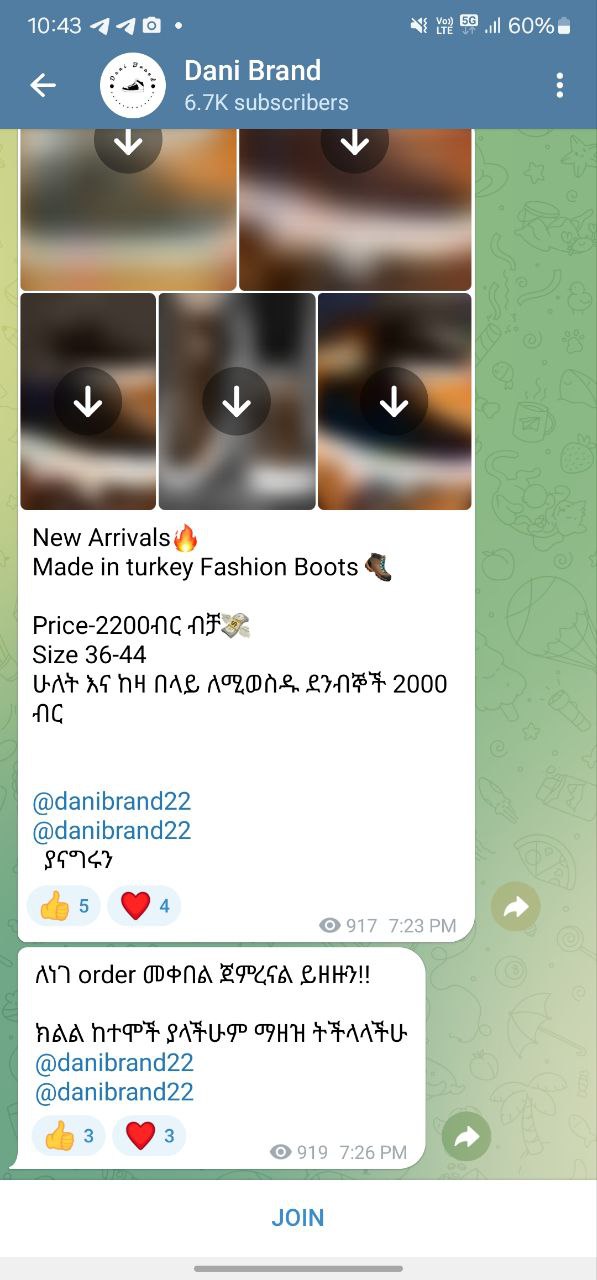 10:43
Vo)) LTE 5G 60%
Dani Brand
Dani Brand
6.7K subscribers
New Arrivals🔥
Made in turkey Fashion Boots 🥾
Price-2200ብር ብቻ💸
Size 36-44
ሁለት እና ከዛ በላይ ለሚወስዱ ደንብኞች 2000
ብር
@danibrand22
@danibrand22
ያናግሩን
👍 5 ❤️ 4
917 7:23 PM
ለነገ order መቀበል ጀምረናል ይዘዙን!!
ክልል ከተሞች ያላችሁም ማዘዝ ትችላላችሁ
@danibrand22
@danibrand22
👍 3 ❤️ 3
919 7:26 PM
JOIN